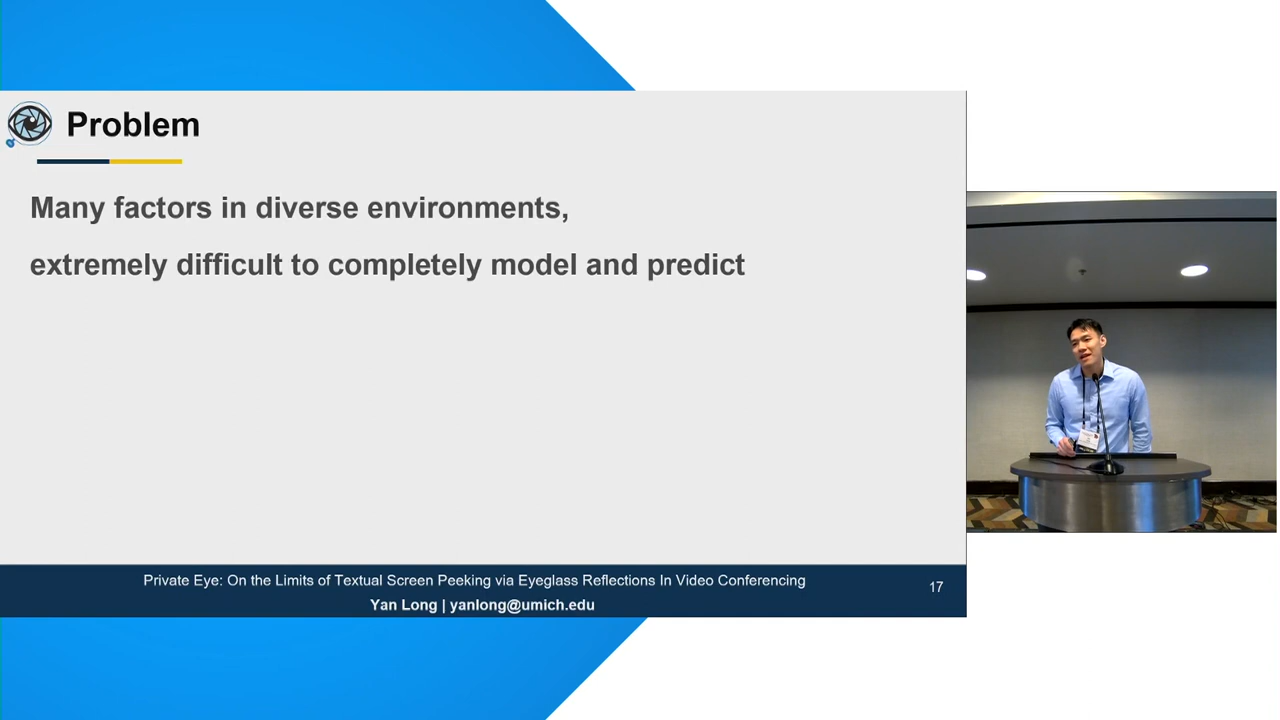 Problem
Many factors in diverse environments,
extremely difficult to completely model and predict
Private Eye: On the Limits of Textual Screen Peeking via Eyeglass Reflections In Video Conferencing
Yan Long | yanlong@umich.edu
17